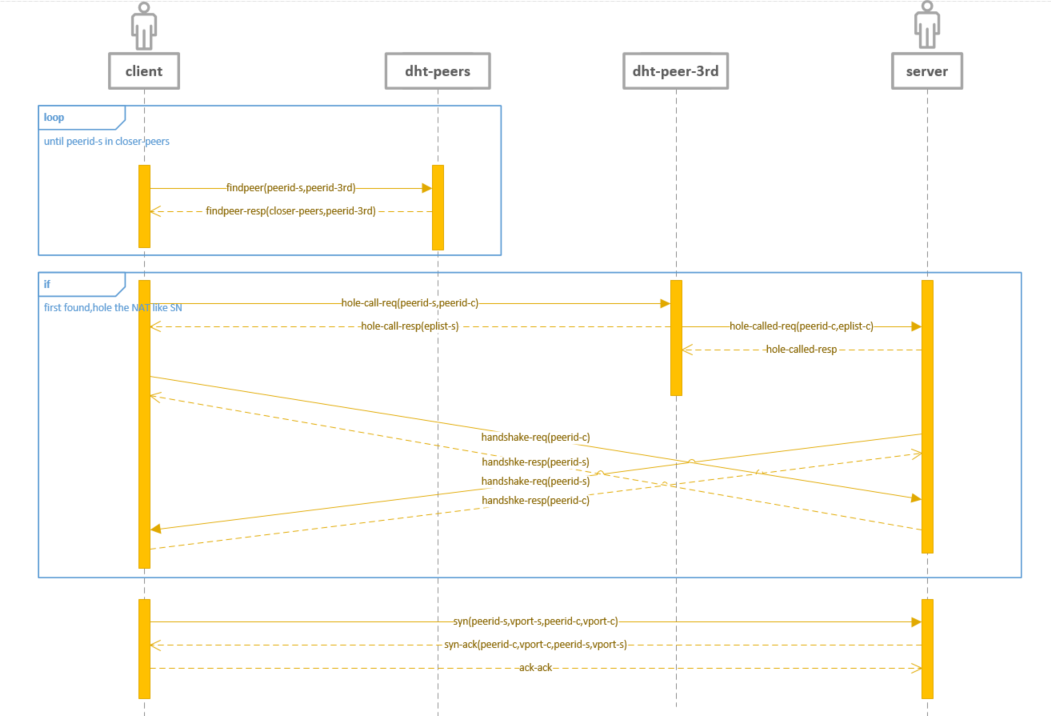 client
dht-peers
dht-peer-3rd
server
loop
until peerid-s in closer-peers
findpeer(peerid-s,peerid-3rd)
findpeer-resp(closer-peers,peerid-3rd)
if
first found,hole the NAT like SN
hole-call-req(peerid-s,peerid-c)
hole-call-resp(eplist-s)
hole-called-req(peerid-c,eplist-c)
hole-called-resp
handshake-req(peerid-c)
handshke-resp(peerid-s)
handshake-req(peerid-s)
handshke-resp(peerid-c)
syn(peerid-s,vport-s,peerid-c,vport-c)
syn-ack(peerid-c,vport-c,peerid-s,vport-s)
ack-ack